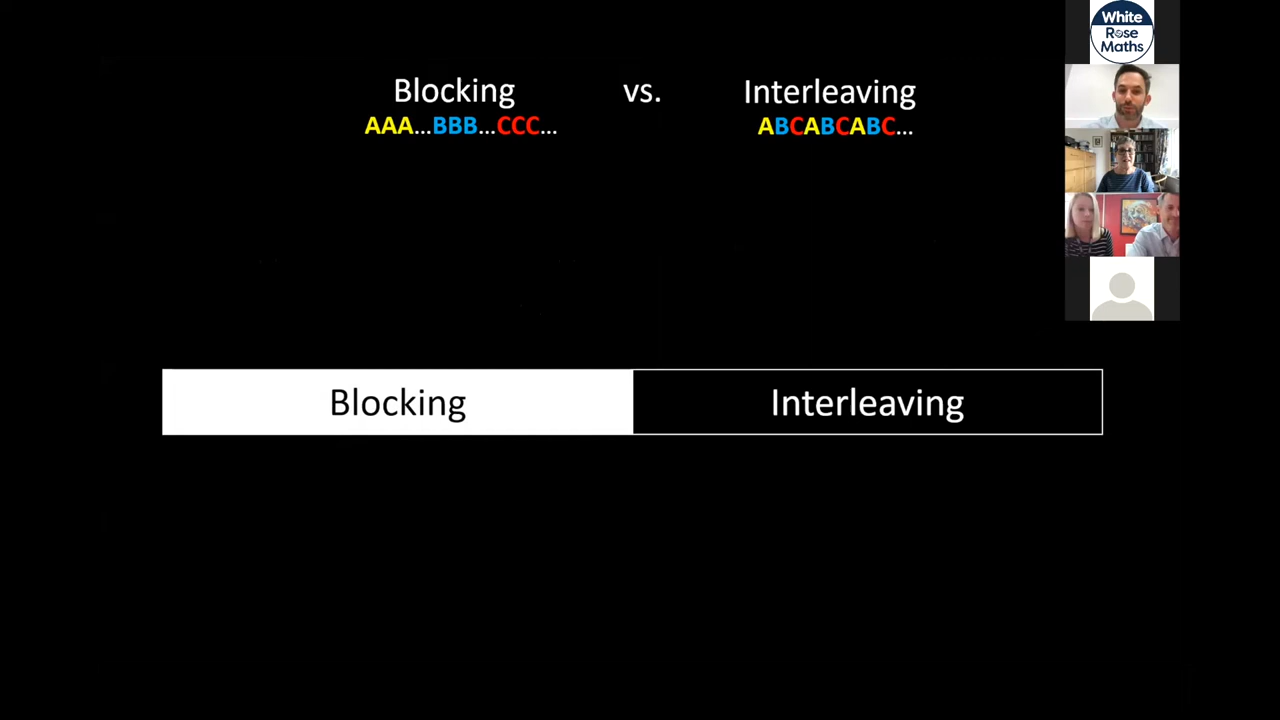 Blocking vs. Interleaving
AAA...BBB...CCC...
ABCABCABC...
White
Rose
Maths
Blocking
Interleaving